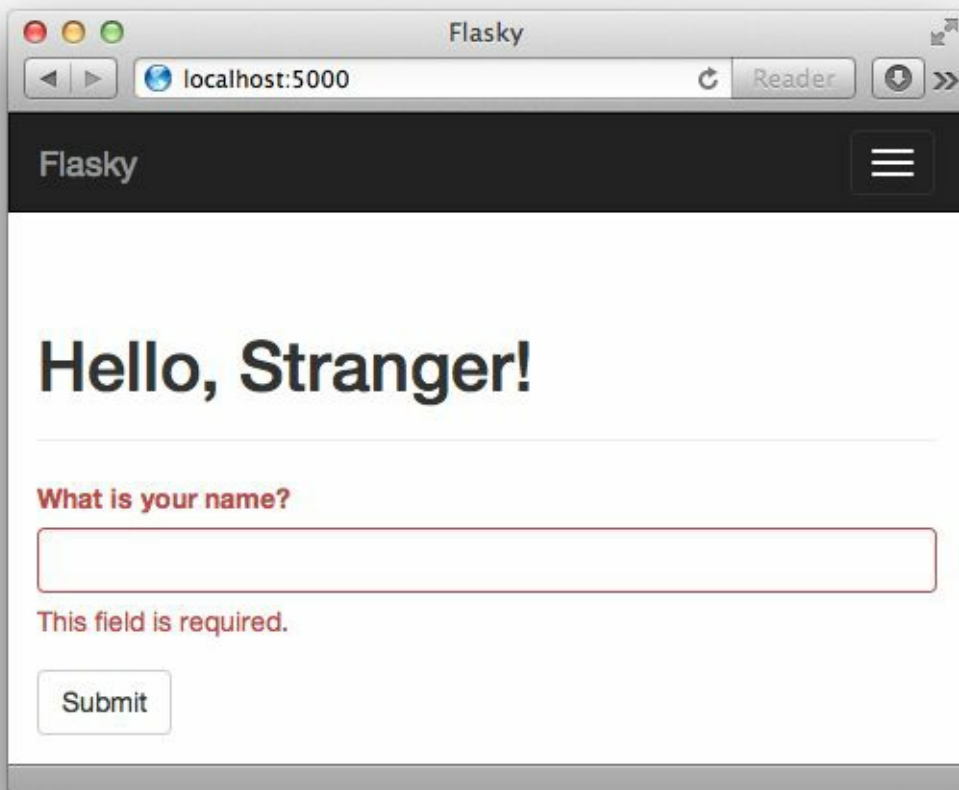 Flasky
localhost:5000
Reader
Flasky
Hello, Stranger!
What is your name?
This field is required.
Submit